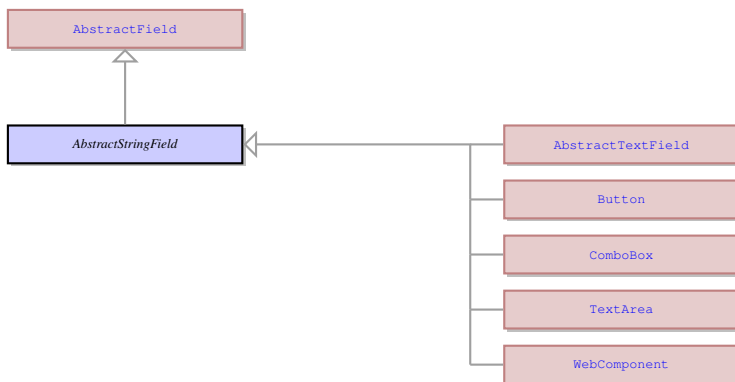 AbstractField
AbstractStringField
AbstractTextField
Button
ComboBox
TextArea
WebComponent